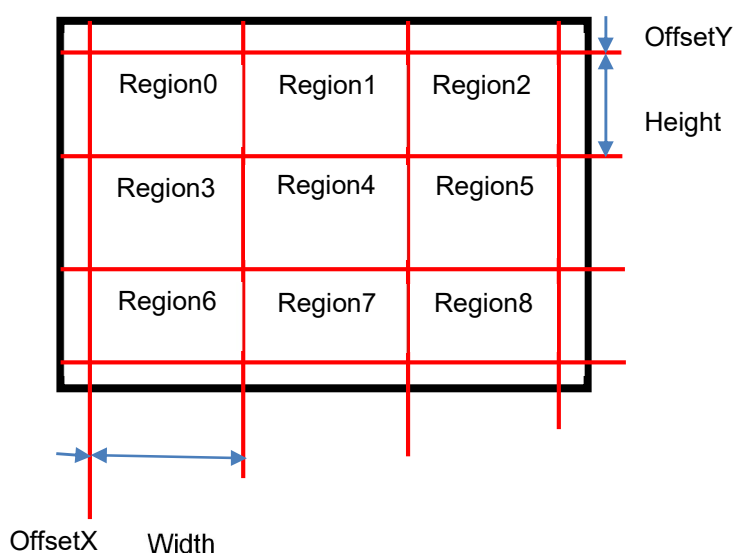 OffsetY
Region0 Region1 Region2
Height
Region3 Region4 Region5
Region6 Region7 Region8
OffsetX Width